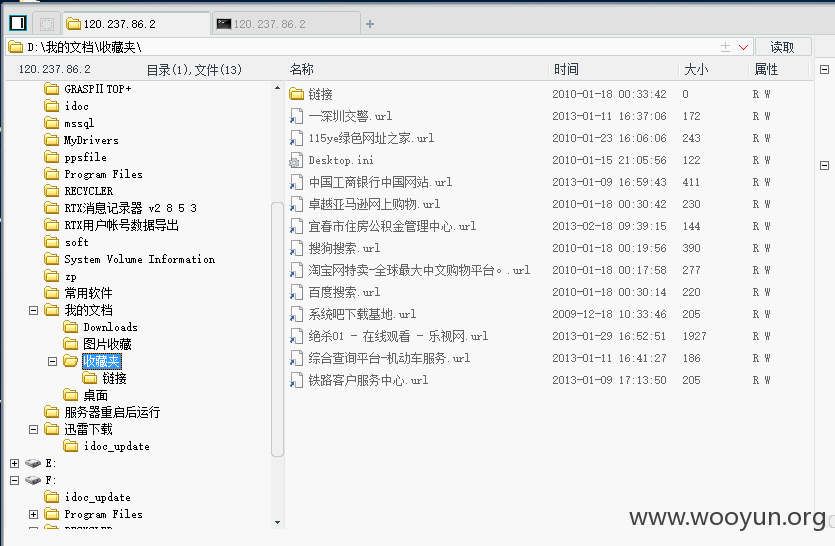 120.237.86.2
120.237.86.2
D:\我的文档\收藏夹\
读取
120.237.86.2 目录(1),文件(13)
GRASPⅡTOP+
idoc
mssql
MyDrivers
ppsfile
Program Files
RECYCLER
RTX消息记录器 v2 8 5 3
RTX用户帐号数据导出
soft
System Volume Information
zp
常用软件
我的文档
Downloads
图片收藏
收藏夹
链接
桌面
服务器重启后运行
迅雷下载
idoc_update
E:
F:
idoc_update
Program Files
RECYCLER
名称 时间 大小 属性
链接 2010-01-18 00:33:42 0 R W
—深圳交警.url 2013-01-11 16:37:06 172 R W
115ye绿色网址之家.url 2010-01-23 16:06:06 243 R W
Desktop.ini 2010-01-15 21:05:56 122 R W
中国工商银行中国网站.url 2013-01-09 16:59:43 411 R W
卓越亚马逊网上购物.url 2010-01-18 00:30:42 230 R W
宜春市住房公积金管理中心.url 2013-02-18 09:39:15 144 R W
搜狗搜索.url 2010-01-18 00:19:56 390 R W
淘宝网特卖-全球最大中文购物平台。.url 2010-01-18 00:17:58 277 R W
百度搜索.url 2010-01-18 00:30:14 220 R W
系统吧下载基地.url 2009-12-18 10:33:46 205 R W
绝杀01 - 在线观看 - 乐视网.url 2013-01-29 16:52:51 1927 R W
综合查询平台-机动车服务.url 2013-01-11 16:41:27 186 R W
铁路客户服务中心.url 2013-01-09 17:13:50 205 R W
www.wooyun.org